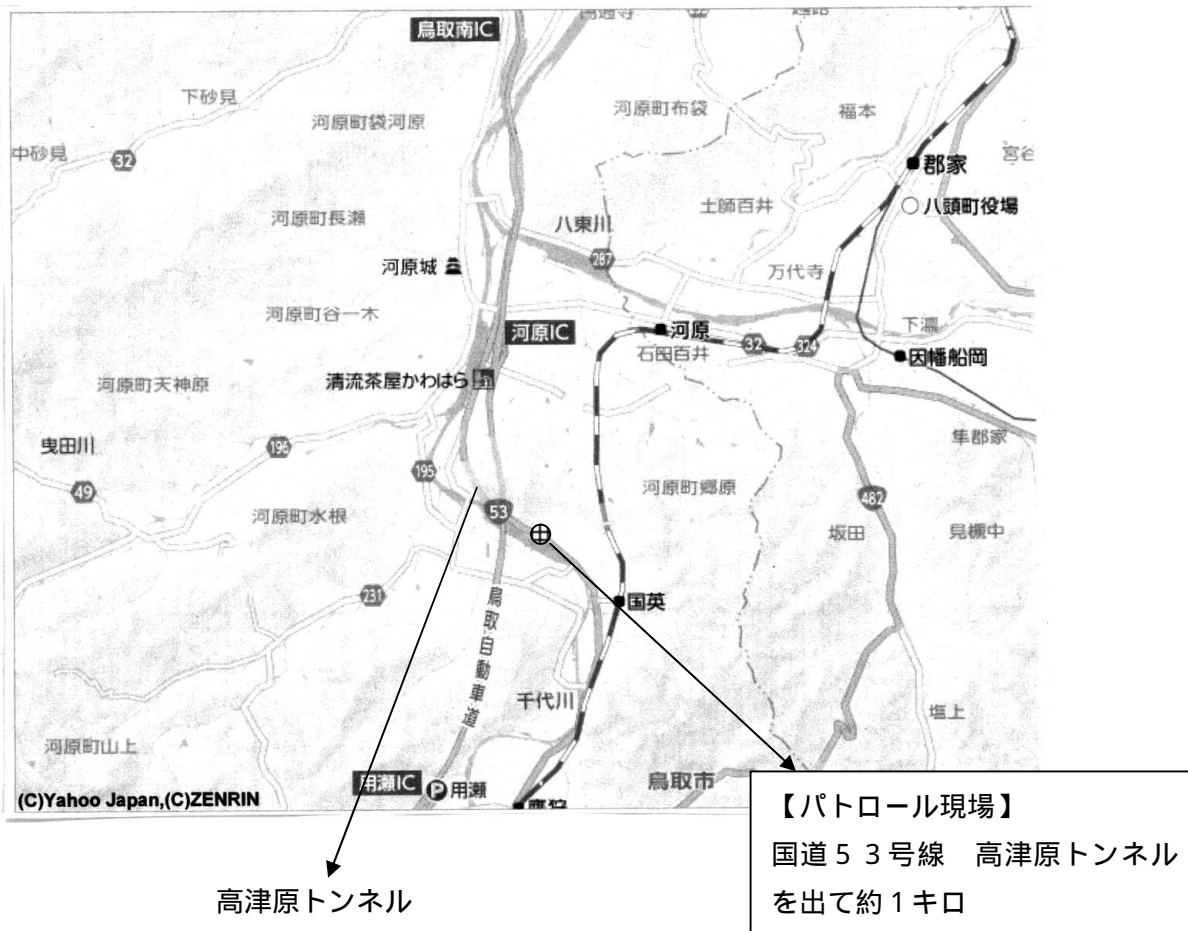 鳥取南IC
下砂見
河原町布袋
福本
河原町袋河原
中砂見
32
郡家
宮谷
土師百井
八頭町役場
河原町長瀬
八東川
287
河原城
万代寺
河原町谷一木
河原IC
河原
下濃
32
324
石田百井
因幡船岡
清流茶屋かわはら
河原町天神原
隼郡家
曳田川
196
195
河原町郷原
49
482
53
河原町水根
坂田
見槻中
231
国英
鳥取自動車道
千代川
塩上
河原町山上
用瀬IC
P用瀬
鳥取市
鷹狩
(C)Yahoo Japan,(C)ZENRIN
【パトロール現場】
国道53号線 高津原トンネル
を出て約1キロ
高津原トンネル